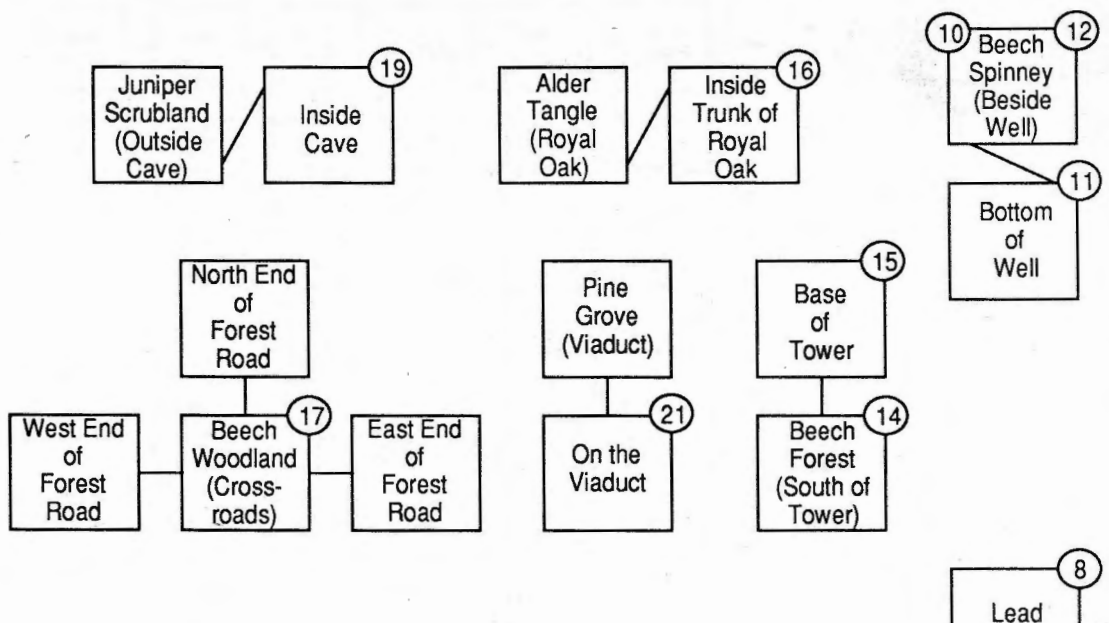 19
Juniper
Scrubland
(Outside
Cave)
Inside
Cave
16
Alder
Tangle
(Royal
Oak)
Inside
Trunk of
Royal
Oak
10
12
Beech
Spinney
(Beside
Well)
11
Bottom
of
Well
North End
of
Forest
Road
Pine
Grove
(Viaduct)
15
Base
of
Tower
West End
of
Forest
Road
17
Beech
Woodland
(Cross-
roads)
East End
of
Forest
Road
21
On the
Viaduct
14
Beech
Forest
(South of
Tower)
8
Lead